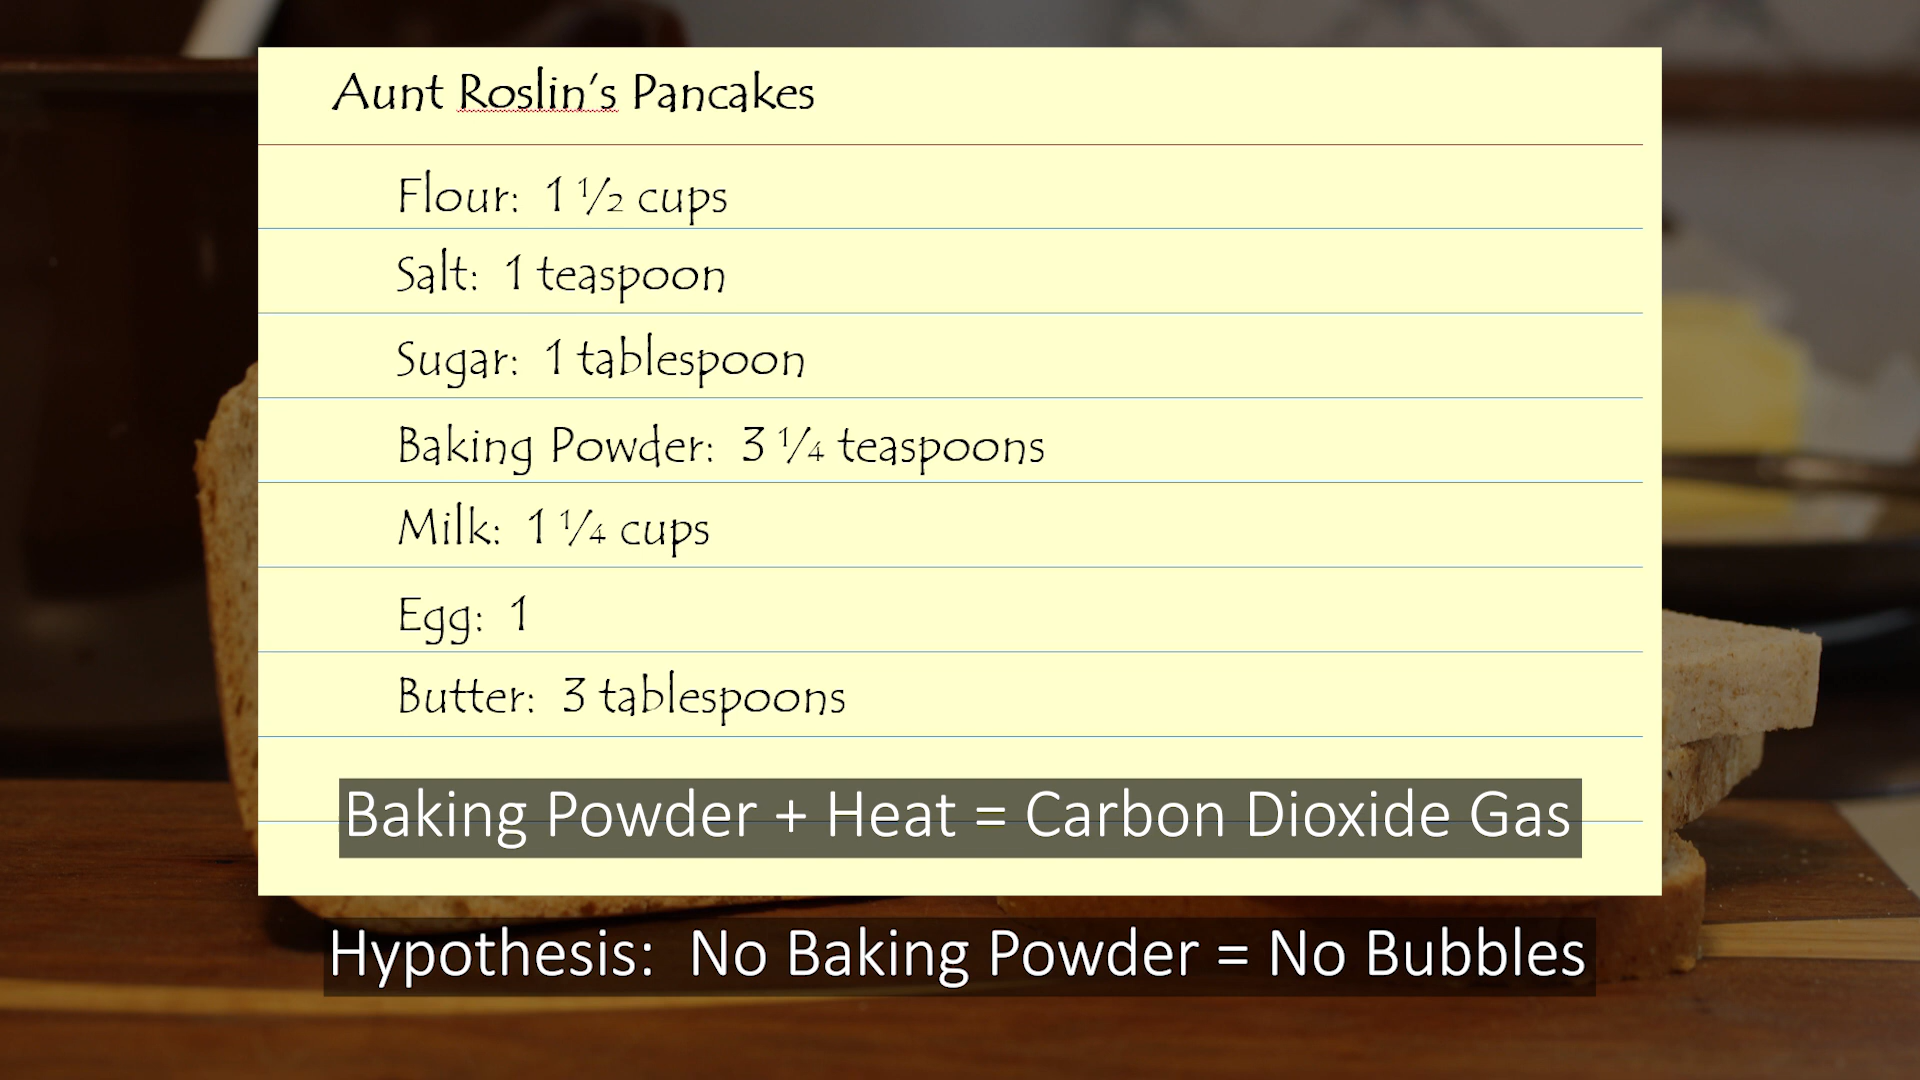 Aunt Roslin's Pancakes
Flour: 1 ½ cups
Salt: 1 teaspoon
Sugar: 1 tablespoon
Baking Powder: 3 ¼ teaspoons
Milk: 1 ¼ cups
Egg: 1
Butter: 3 tablespoons
Baking Powder + Heat = Carbon Dioxide Gas
Hypothesis: No Baking Powder = No Bubbles